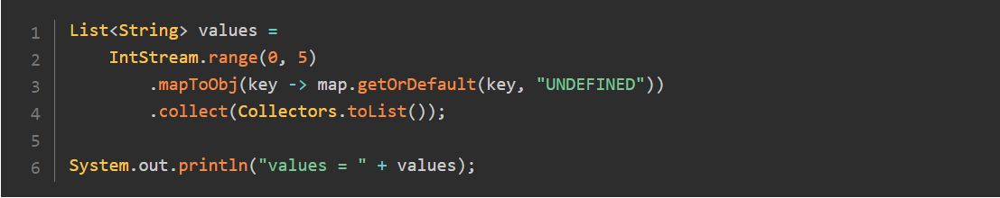 1 List<String> values =
2     IntStream.range(0, 5)
3         .mapToObj(key -> map.getOrDefault(key, "UNDEFINED"))
4         .collect(Collectors.toList());
5
6 System.out.println("values = " + values);